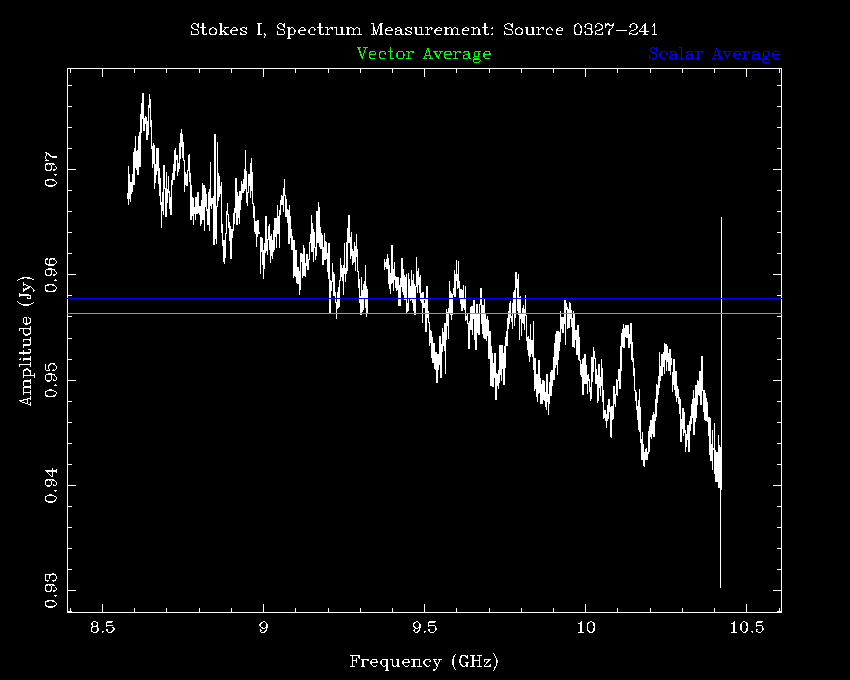 Stokes I, Spectrum Measurement: Source 0327-241
Vector Average
Scalar Average
0.97
0.96
0.95
0.94
0.93
Amplitude (Jy)
8.5
9
9.5
10
10.5
Frequency (GHz)